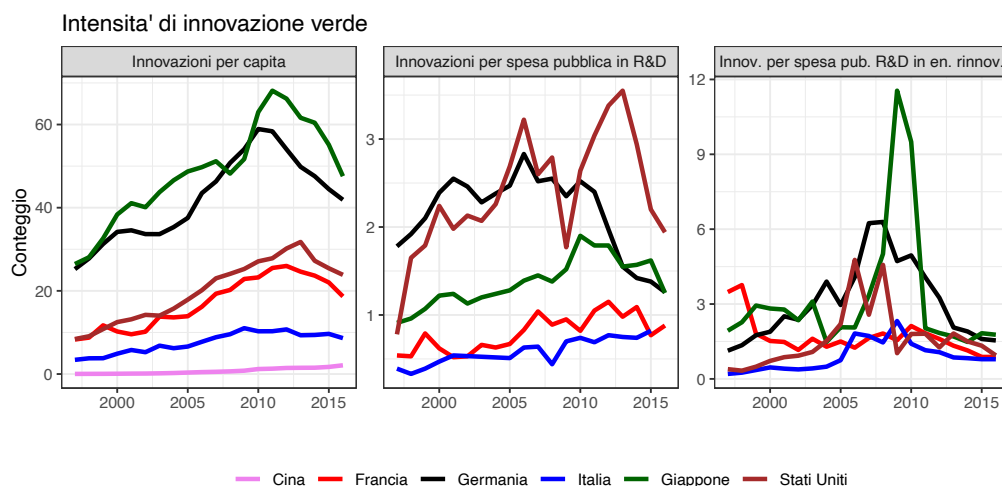 Intensita' di innovazione verde
Innovazioni per capita
Innovazioni per spesa pubblica in R&D
Innov. per spesa pub. R&D in en. rinnov.
Conteggio
60
40
20
0
3
2
1
12
9
6
3
0
2000 2005 2010 2015
2000 2005 2010 2015
2000 2005 2010 2015
Cina Francia Germania Italia Giappone Stati Uniti